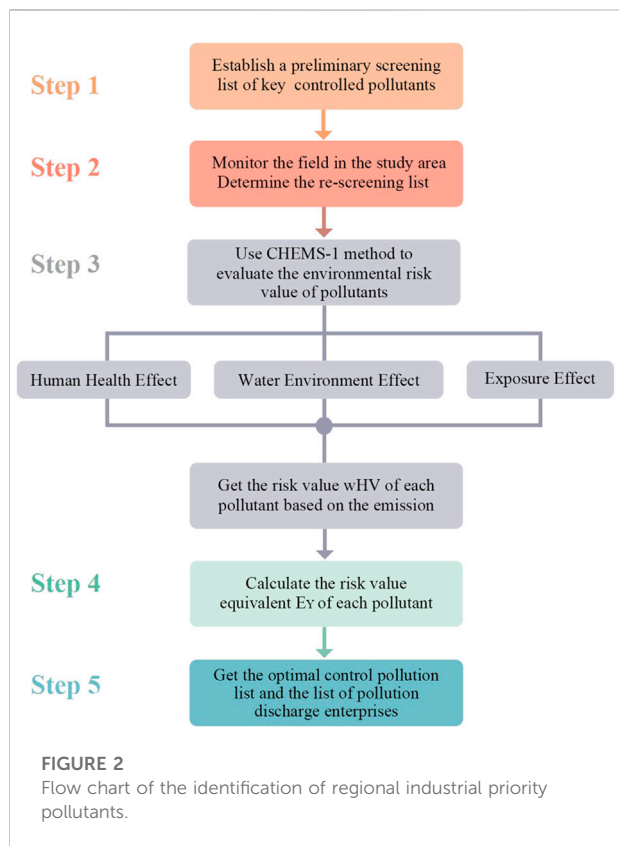 Step 1
Establish a preliminary screening
list of key controlled pollutants
Step 2
Monitor the field in the study area
Determine the re-screening list
Step 3
Use CHEMS-1 method to
evaluate the environmental risk
value of pollutants
Human Health Effect
Water Environment Effect
Exposure Effect
Get the risk value wHV of each
pollutant based on the emission
Step 4
Calculate the risk value
equivalent EY of each pollutant
Step 5
Get the optimal control pollution
list and the list of pollution
discharge enterprises
FIGURE 2
Flow chart of the identification of regional industrial priority
pollutants.